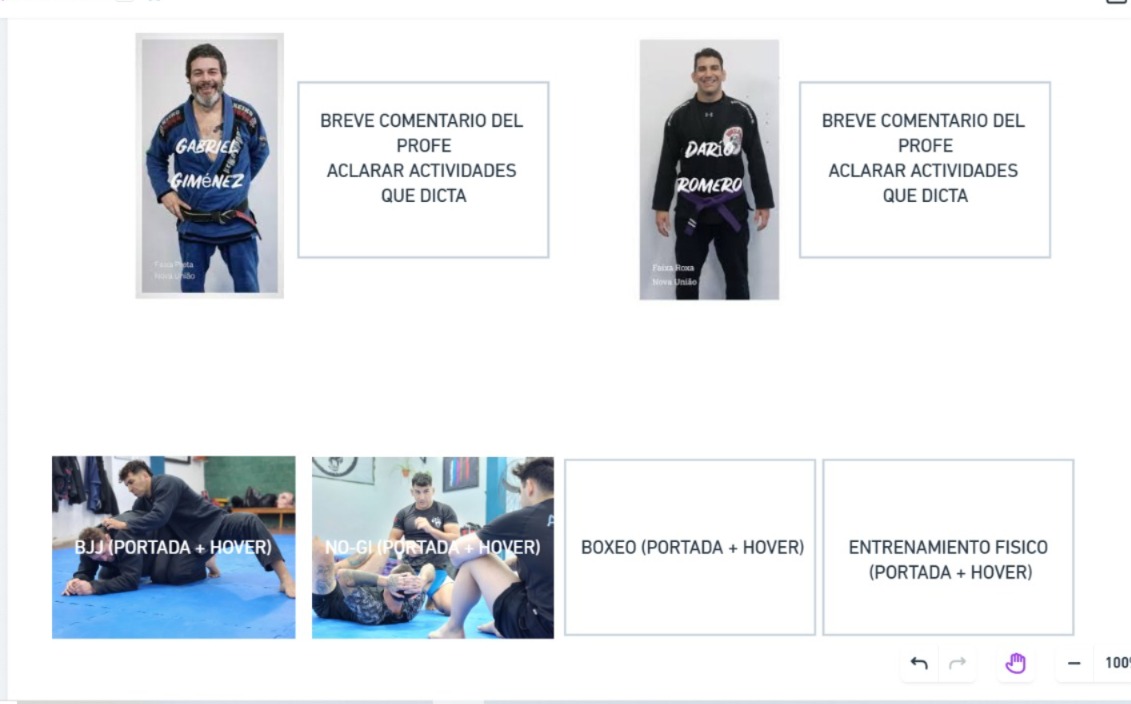 GABRIEL
GIMéNEZ
Faixa Preta
Nova União
BREVE COMENTARIO DEL
PROFE
ACLARAR ACTIVIDADES
QUE DICTA
DARÍO
ROMERO
Faixa Roxa
Nova União
BREVE COMENTARIO DEL
PROFE
ACLARAR ACTIVIDADES
QUE DICTA
BJJ (PORTADA + HOVER)
NO-GI (PORTADA + HOVER)
BOXEO (PORTADA + HOVER)
ENTRENAMIENTO FISICO
(PORTADA + HOVER)
100